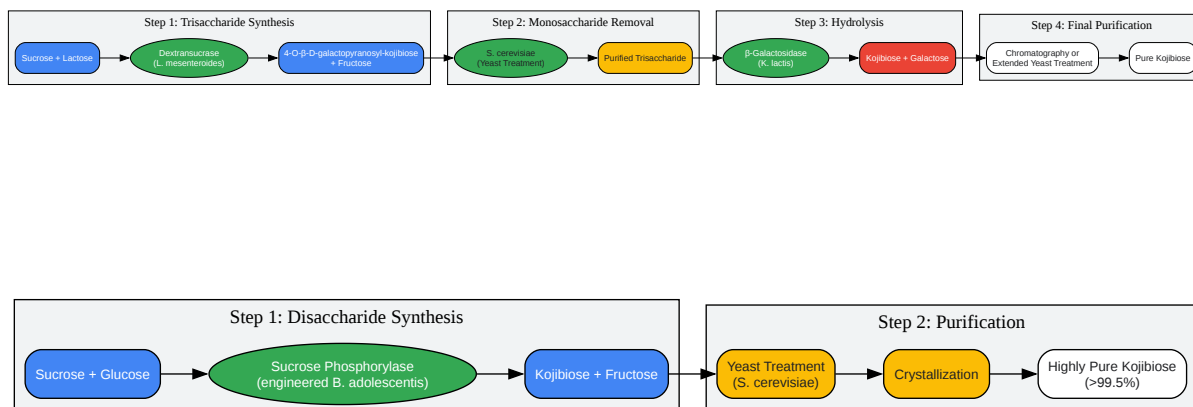 Step 1: Trisaccharide Synthesis
Sucrose + Lactose
Dextransucrase
(L. mesenteroides)
4-O-β-D-galactopyranosyl-kojibiose
+ Fructose
Step 2: Monosaccharide Removal
S. cerevisiae
(Yeast Treatment)
Purified Trisaccharide
Step 3: Hydrolysis
β-Galactosidase
(K. lactis)
Kojibiose + Galactose
Step 4: Final Purification
Chromatography or
Extended Yeast Treatment
Pure Kojibiose
Step 1: Disaccharide Synthesis
Sucrose + Glucose
Sucrose Phosphorylase
(engineered B. adolescentis)
Kojibiose + Fructose
Step 2: Purification
Yeast Treatment
(S. cerevisiae)
Crystallization
Highly Pure Kojibiose
(>99.5%)